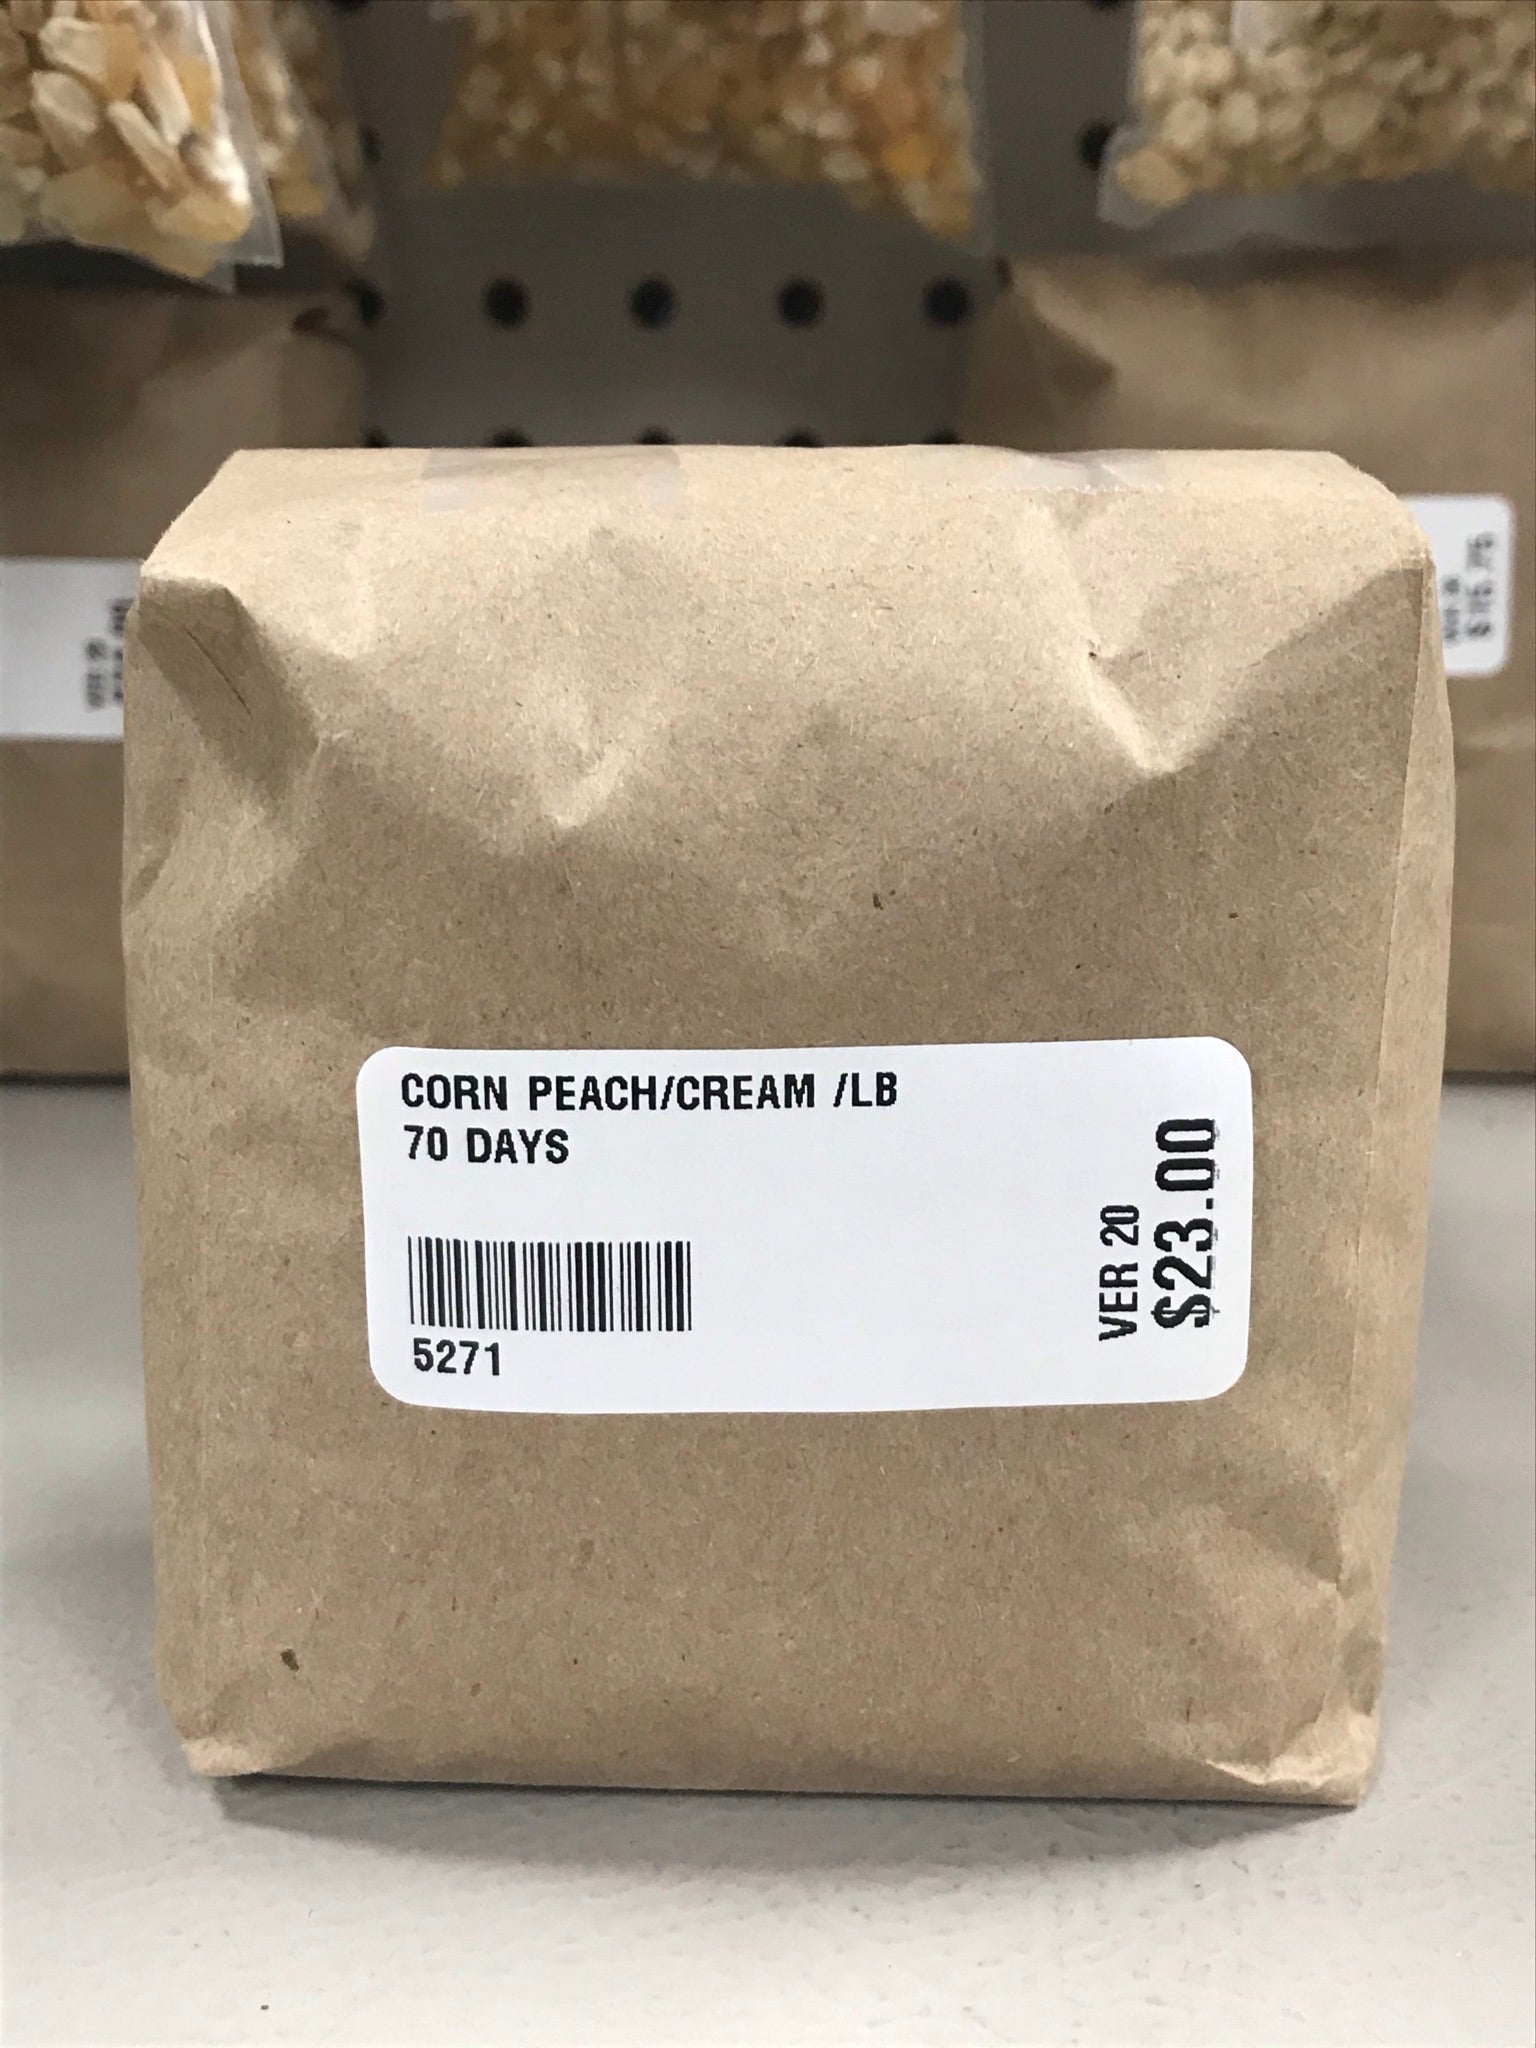 CORN PEACH/CREAM /LB
70 DAYS
5271
VER 20
$23.00